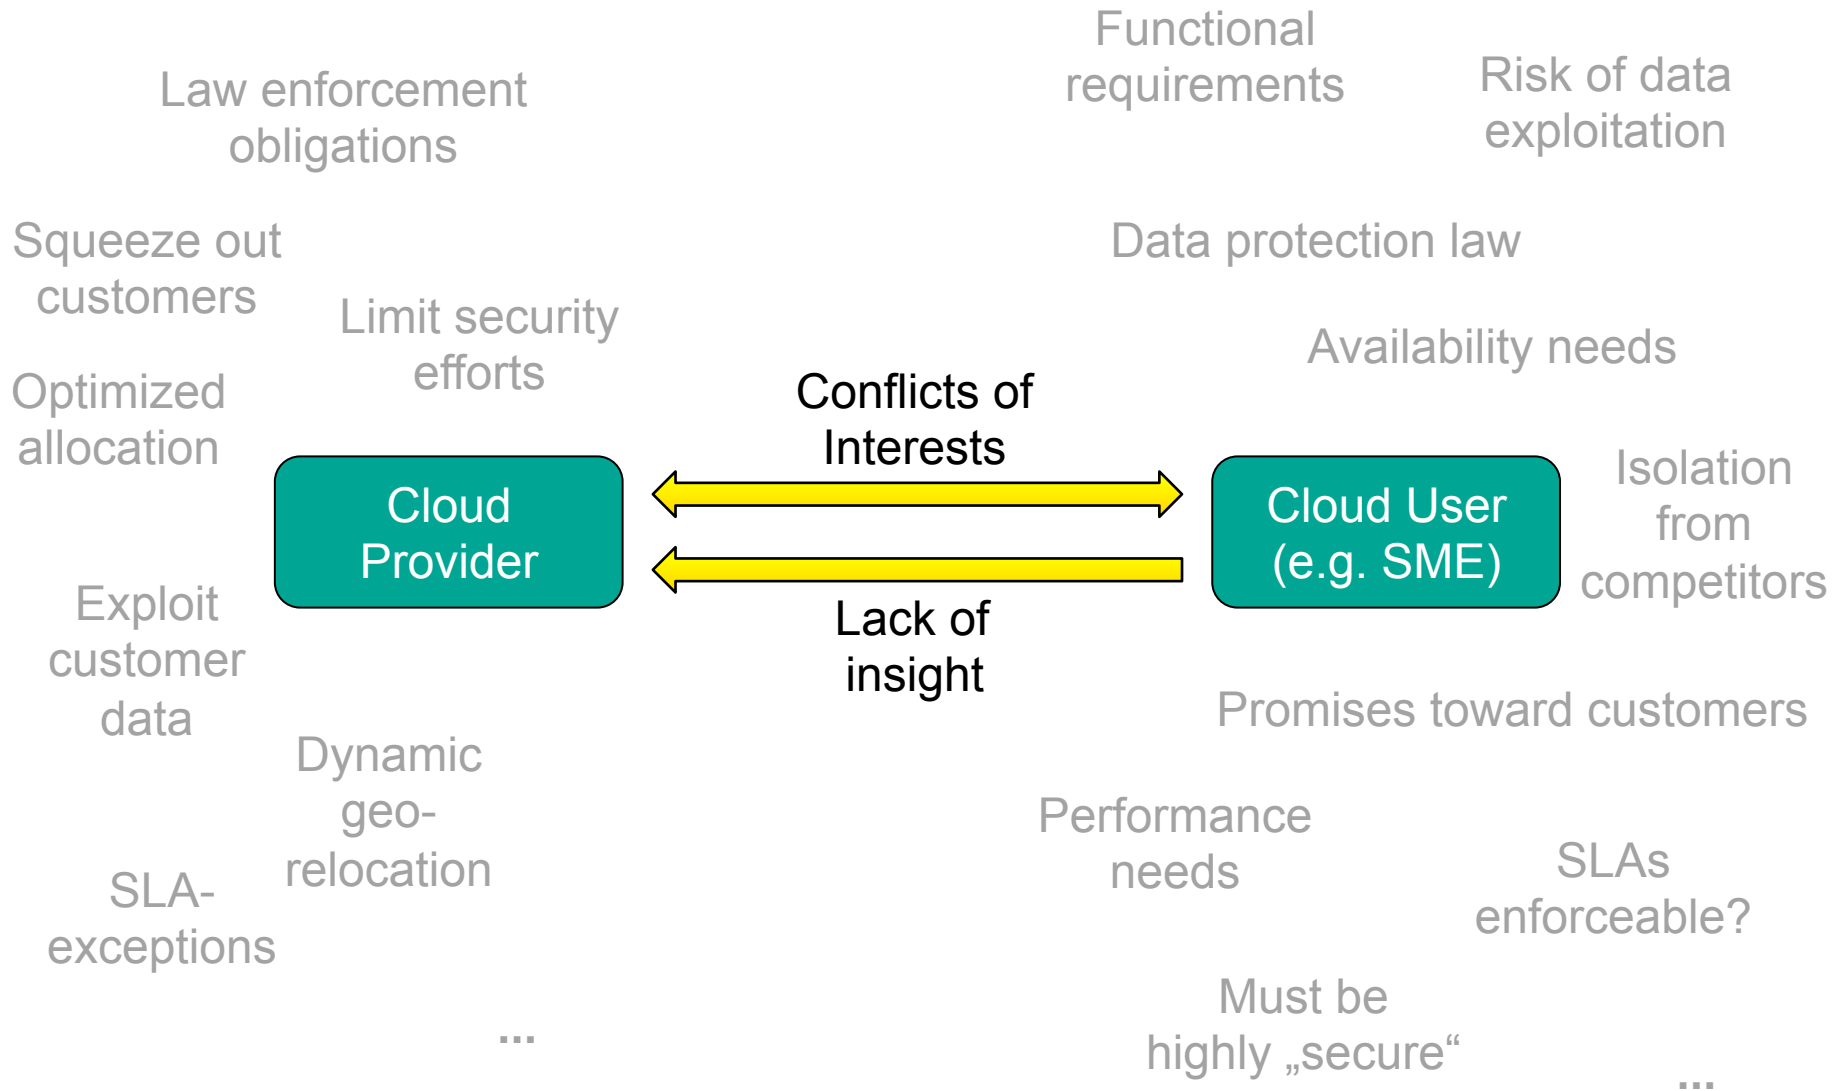 Law enforcement
obligations
Squeeze out
customers
Limit security
efforts
Optimized
allocation
Cloud
Provider
Exploit
customer
data
Dynamic
geo-
relocation
SLA-
exceptions
...
Conflicts of
Interests
Lack of
insight
Functional
requirements
Risk of data
exploitation
Data protection law
Availability needs
Cloud User
(e.g. SME)
Isolation
from
competitors
Promises toward customers
Performance
needs
SLAs
enforceable?
Must be
highly „secure“
...